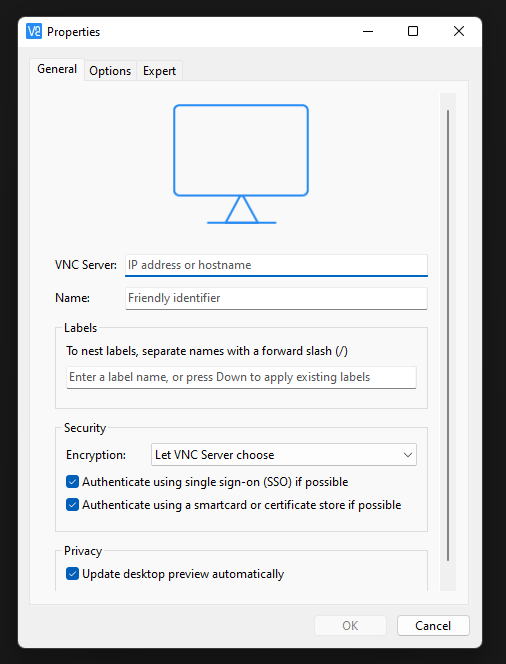 Properties
General Options Expert
VNC Server: IP address or hostname
Name: Friendly identifier
Labels
To nest labels, separate names with a forward slash (/)
Enter a label name, or press Down to apply existing labels
Security
Encryption: Let VNC Server choose
Authenticate using single sign-on (SSO) if possible
Authenticate using a smartcard or certificate store if possible
Privacy
Update desktop preview automatically
OK Cancel